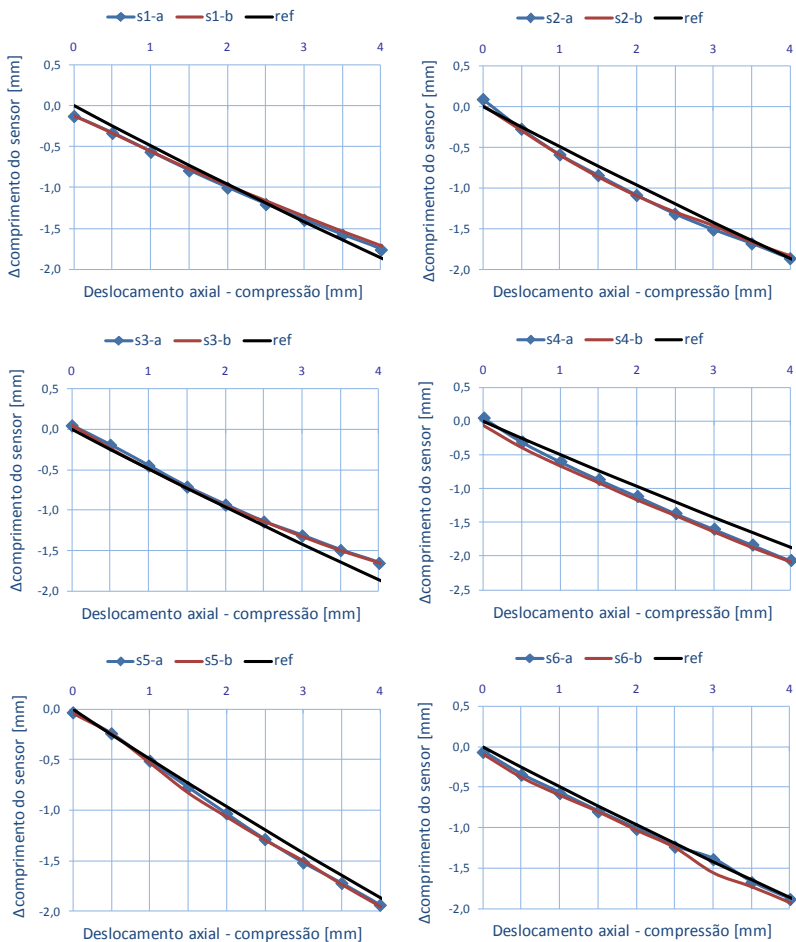 s1-a s1-b ref
0 1 2 3 4
0,5
0,0
-0,5
-1,0
-1,5
-2,0
Δcomprimento do sensor [mm]
Deslocamento axial - compressão [mm]
s2-a s2-b ref
0 1 2 3 4
0,5
0,0
-0,5
-1,0
-1,5
-2,0
Δcomprimento do sensor [mm]
Deslocamento axial - compressão [mm]
s3-a s3-b ref
0 1 2 3 4
0,5
0,0
-0,5
-1,0
-1,5
-2,0
Δcomprimento do sensor [mm]
Deslocamento axial - compressão [mm]
s4-a s4-b ref
0 1 2 3 4
0,5
0,0
-0,5
-1,0
-1,5
-2,0
-2,5
Δcomprimento do sensor [mm]
Deslocamento axial - compressão [mm]
s5-a s5-b ref
0 1 2 3 4
0,0
-0,5
-1,0
-1,5
-2,0
Δcomprimento do sensor [mm]
Deslocamento axial - compressão [mm]
s6-a s6-b ref
0 1 2 3 4
0,5
0,0
-0,5
-1,0
-1,5
-2,0
Δcomprimento do sensor [mm]
Deslocamento axial - compressão [mm]